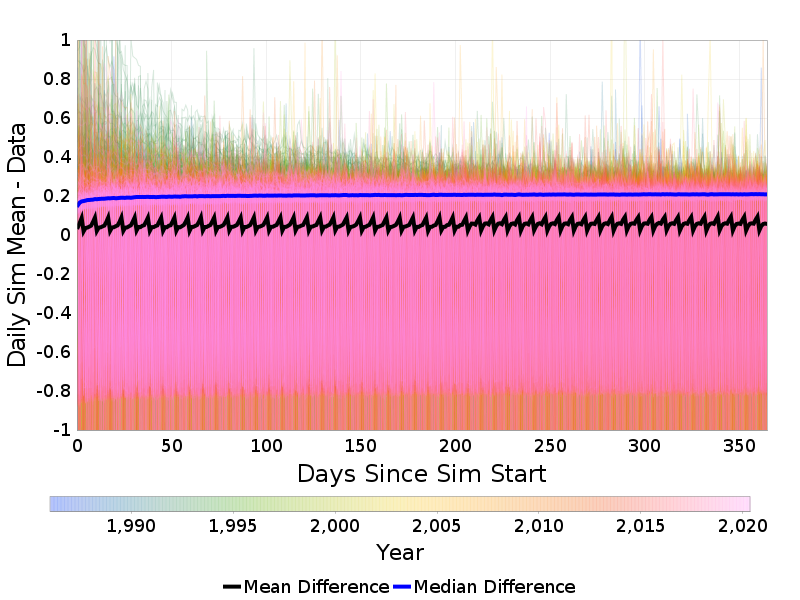 Daily Sim Mean - Data
1
0.8
0.6
0.4
0.2
0
-0.2
-0.4
-0.6
-0.8
-1
0 50 100 150 200 250 300 350
Days Since Sim Start
1,990 1,995 2,000 2,005 2,010 2,015 2,020
Year
Mean Difference Median Difference